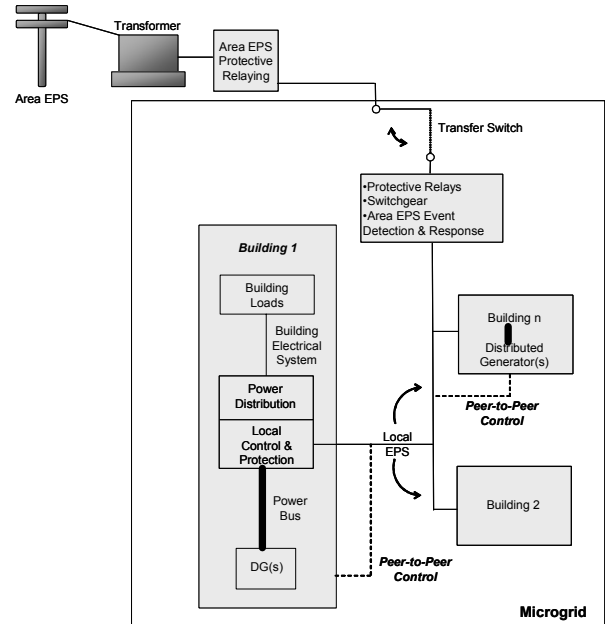 Transformer
Area EPS
Protective
Relaying
Area EPS
Transfer Switch
•Protective Relays
•Switchgear
•Area EPS Event
Detection & Response
Building 1
Building
Loads
Building
Electrical
System
Power
Distribution
Local
Control &
Protection
Power
Bus
DG(s)
Building n
Distributed
Generator(s)
Peer-to-Peer
Control
Local
EPS
Building 2
Peer-to-Peer
Control
Microgrid